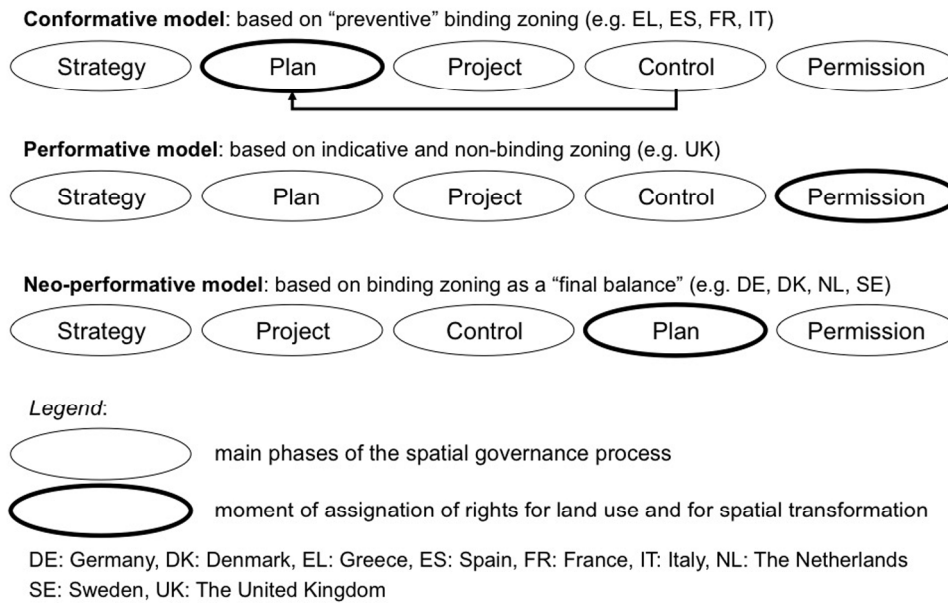 Conformative model: based on “preventive” binding zoning (e.g. EL, ES, FR, IT)
Strategy Plan Project Control Permission
Performative model: based on indicative and non-binding zoning (e.g. UK)
Strategy Plan Project Control Permission
Neo-performative model: based on binding zoning as a “final balance” (e.g. DE, DK, NL, SE)
Strategy Project Control Plan Permission
Legend:
main phases of the spatial governance process
moment of assignation of rights for land use and for spatial transformation
DE: Germany, DK: Denmark, EL: Greece, ES: Spain, FR: France, IT: Italy, NL: The Netherlands
SE: Sweden, UK: The United Kingdom